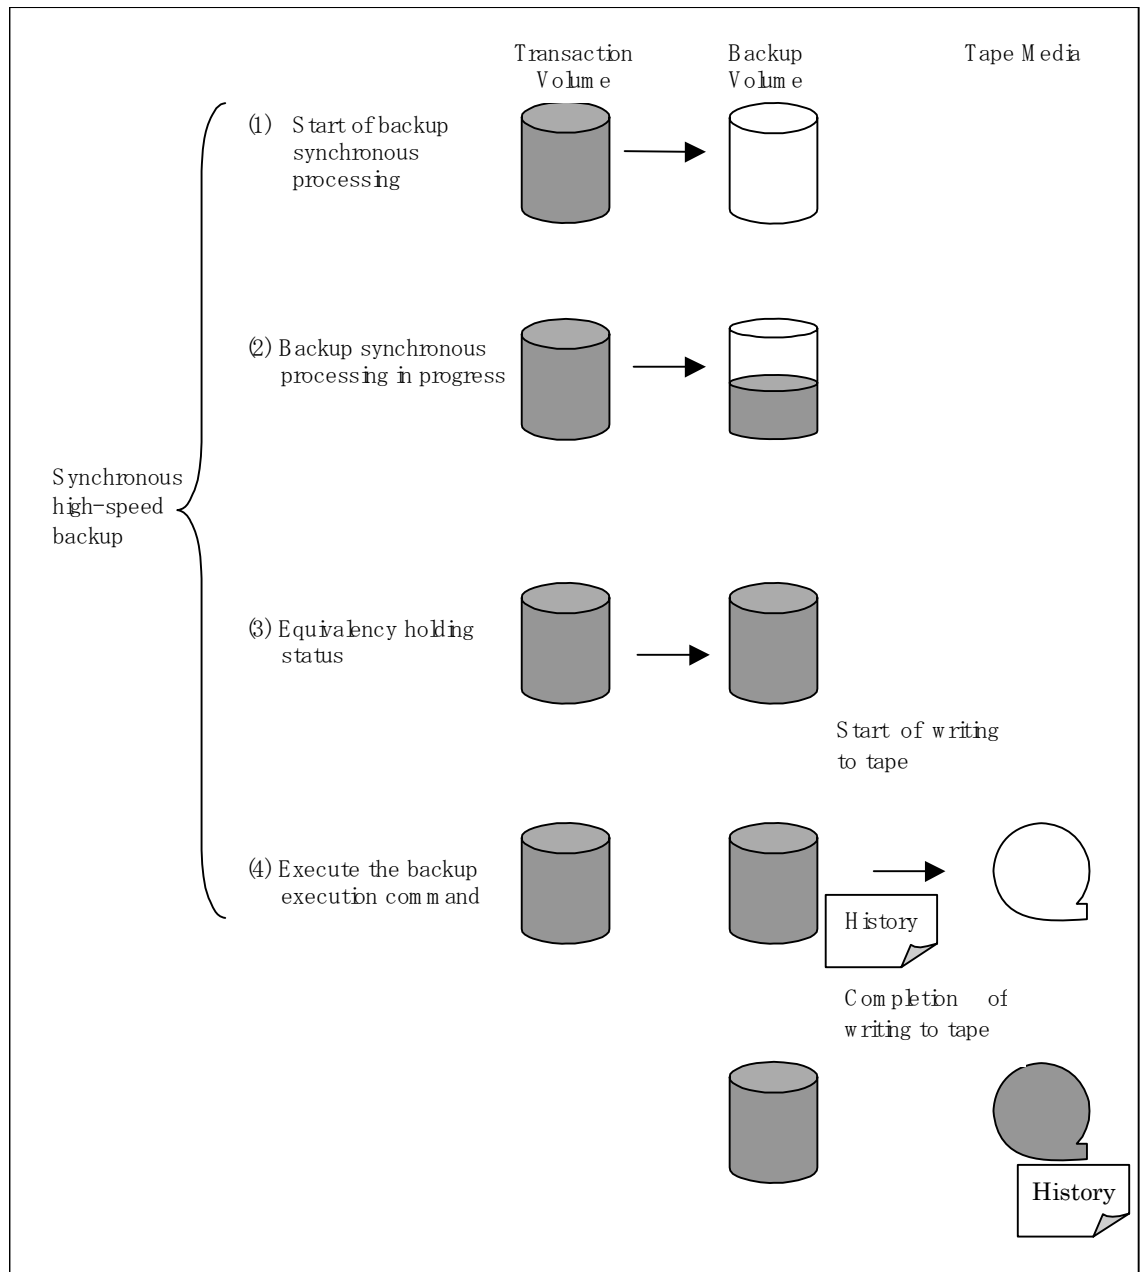 Transaction
Volume
Backup
Volume
Tape Media
(1) Start of backup
synchronous
processing
(2) Backup synchronous
processing in progress
Synchronous
high-speed
backup
(3) Equivalency holding
status
Start of writing
to tape
(4) Execute the backup
execution command
History
Completion of
writing to tape
History